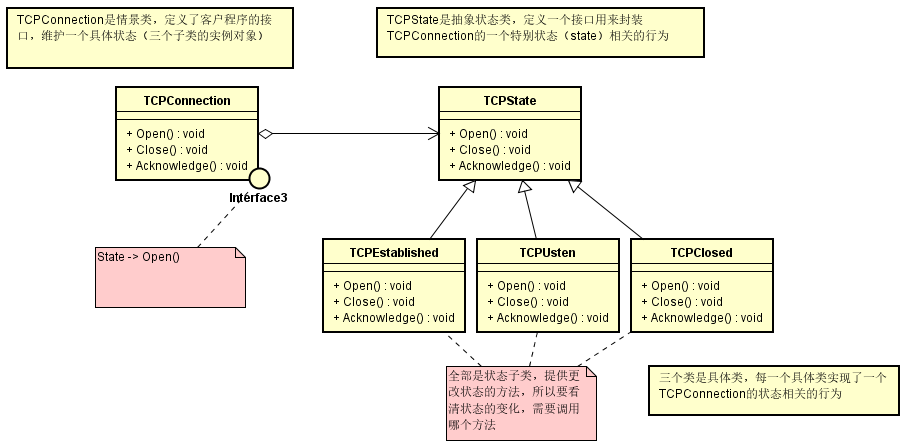 TCPConnection是情景类，定义了客户程序的接
口，维护一个具体状态（三个子类的实例对象）
TCPState是抽象状态类，定义一个接口用来封装
TCPConnection的一个特别状态（state）相关的行为
TCPConnection
+ Open() : void
+ Close() : void
+ Acknowledge() : void
Interface3
TCPState
+ Open() : void
+ Close() : void
+ Acknowledge() : void
State -> Open()
TCPEstablished
+ Open() : void
+ Close() : void
+ Acknowledge() : void
TCPUsten
+ Open() : void
+ Close() : void
+ Acknowledge() : void
TCPClosed
+ Open() : void
+ Close() : void
+ Acknowledge() : void
全部是状态子类，提供更
改状态的方法，所以要看
清状态的变化，需要调用
哪个方法
三个类是具体类，每一个具体类实现了一个
TCPConnection的状态相关的行为